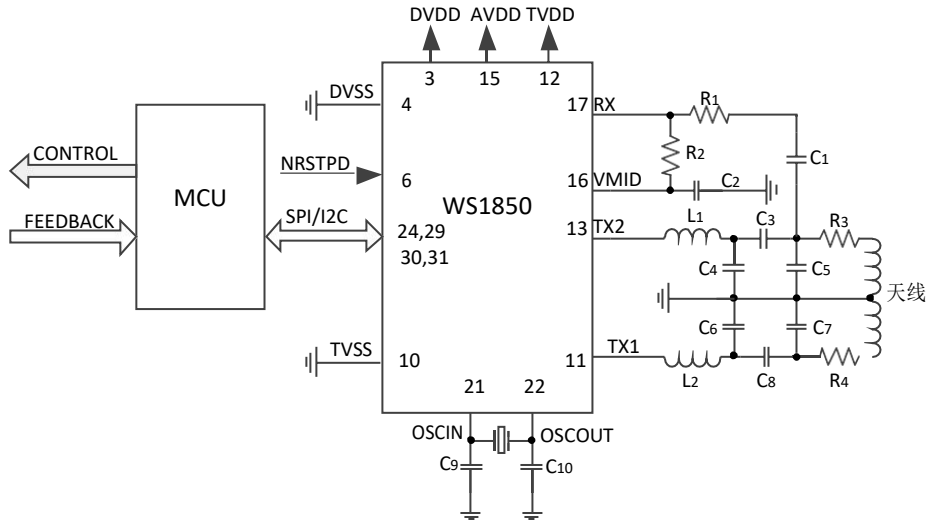 DVDD AVDD TVDD
3 15 12
DVSS 4
17 RX
R1
CONTROL
NRSTPD
6
R2
C1
MCU
WS1850
16 VMID
C2
FEEDBACK
SPI/I2C
24,29
30,31
13 TX2
L1
C3
R3
C4
C5
天线
C6
C7
TVSS 10
11 TX1
L2
C8
R4
21 22
OSCIN
OSCOUT
C9
C10